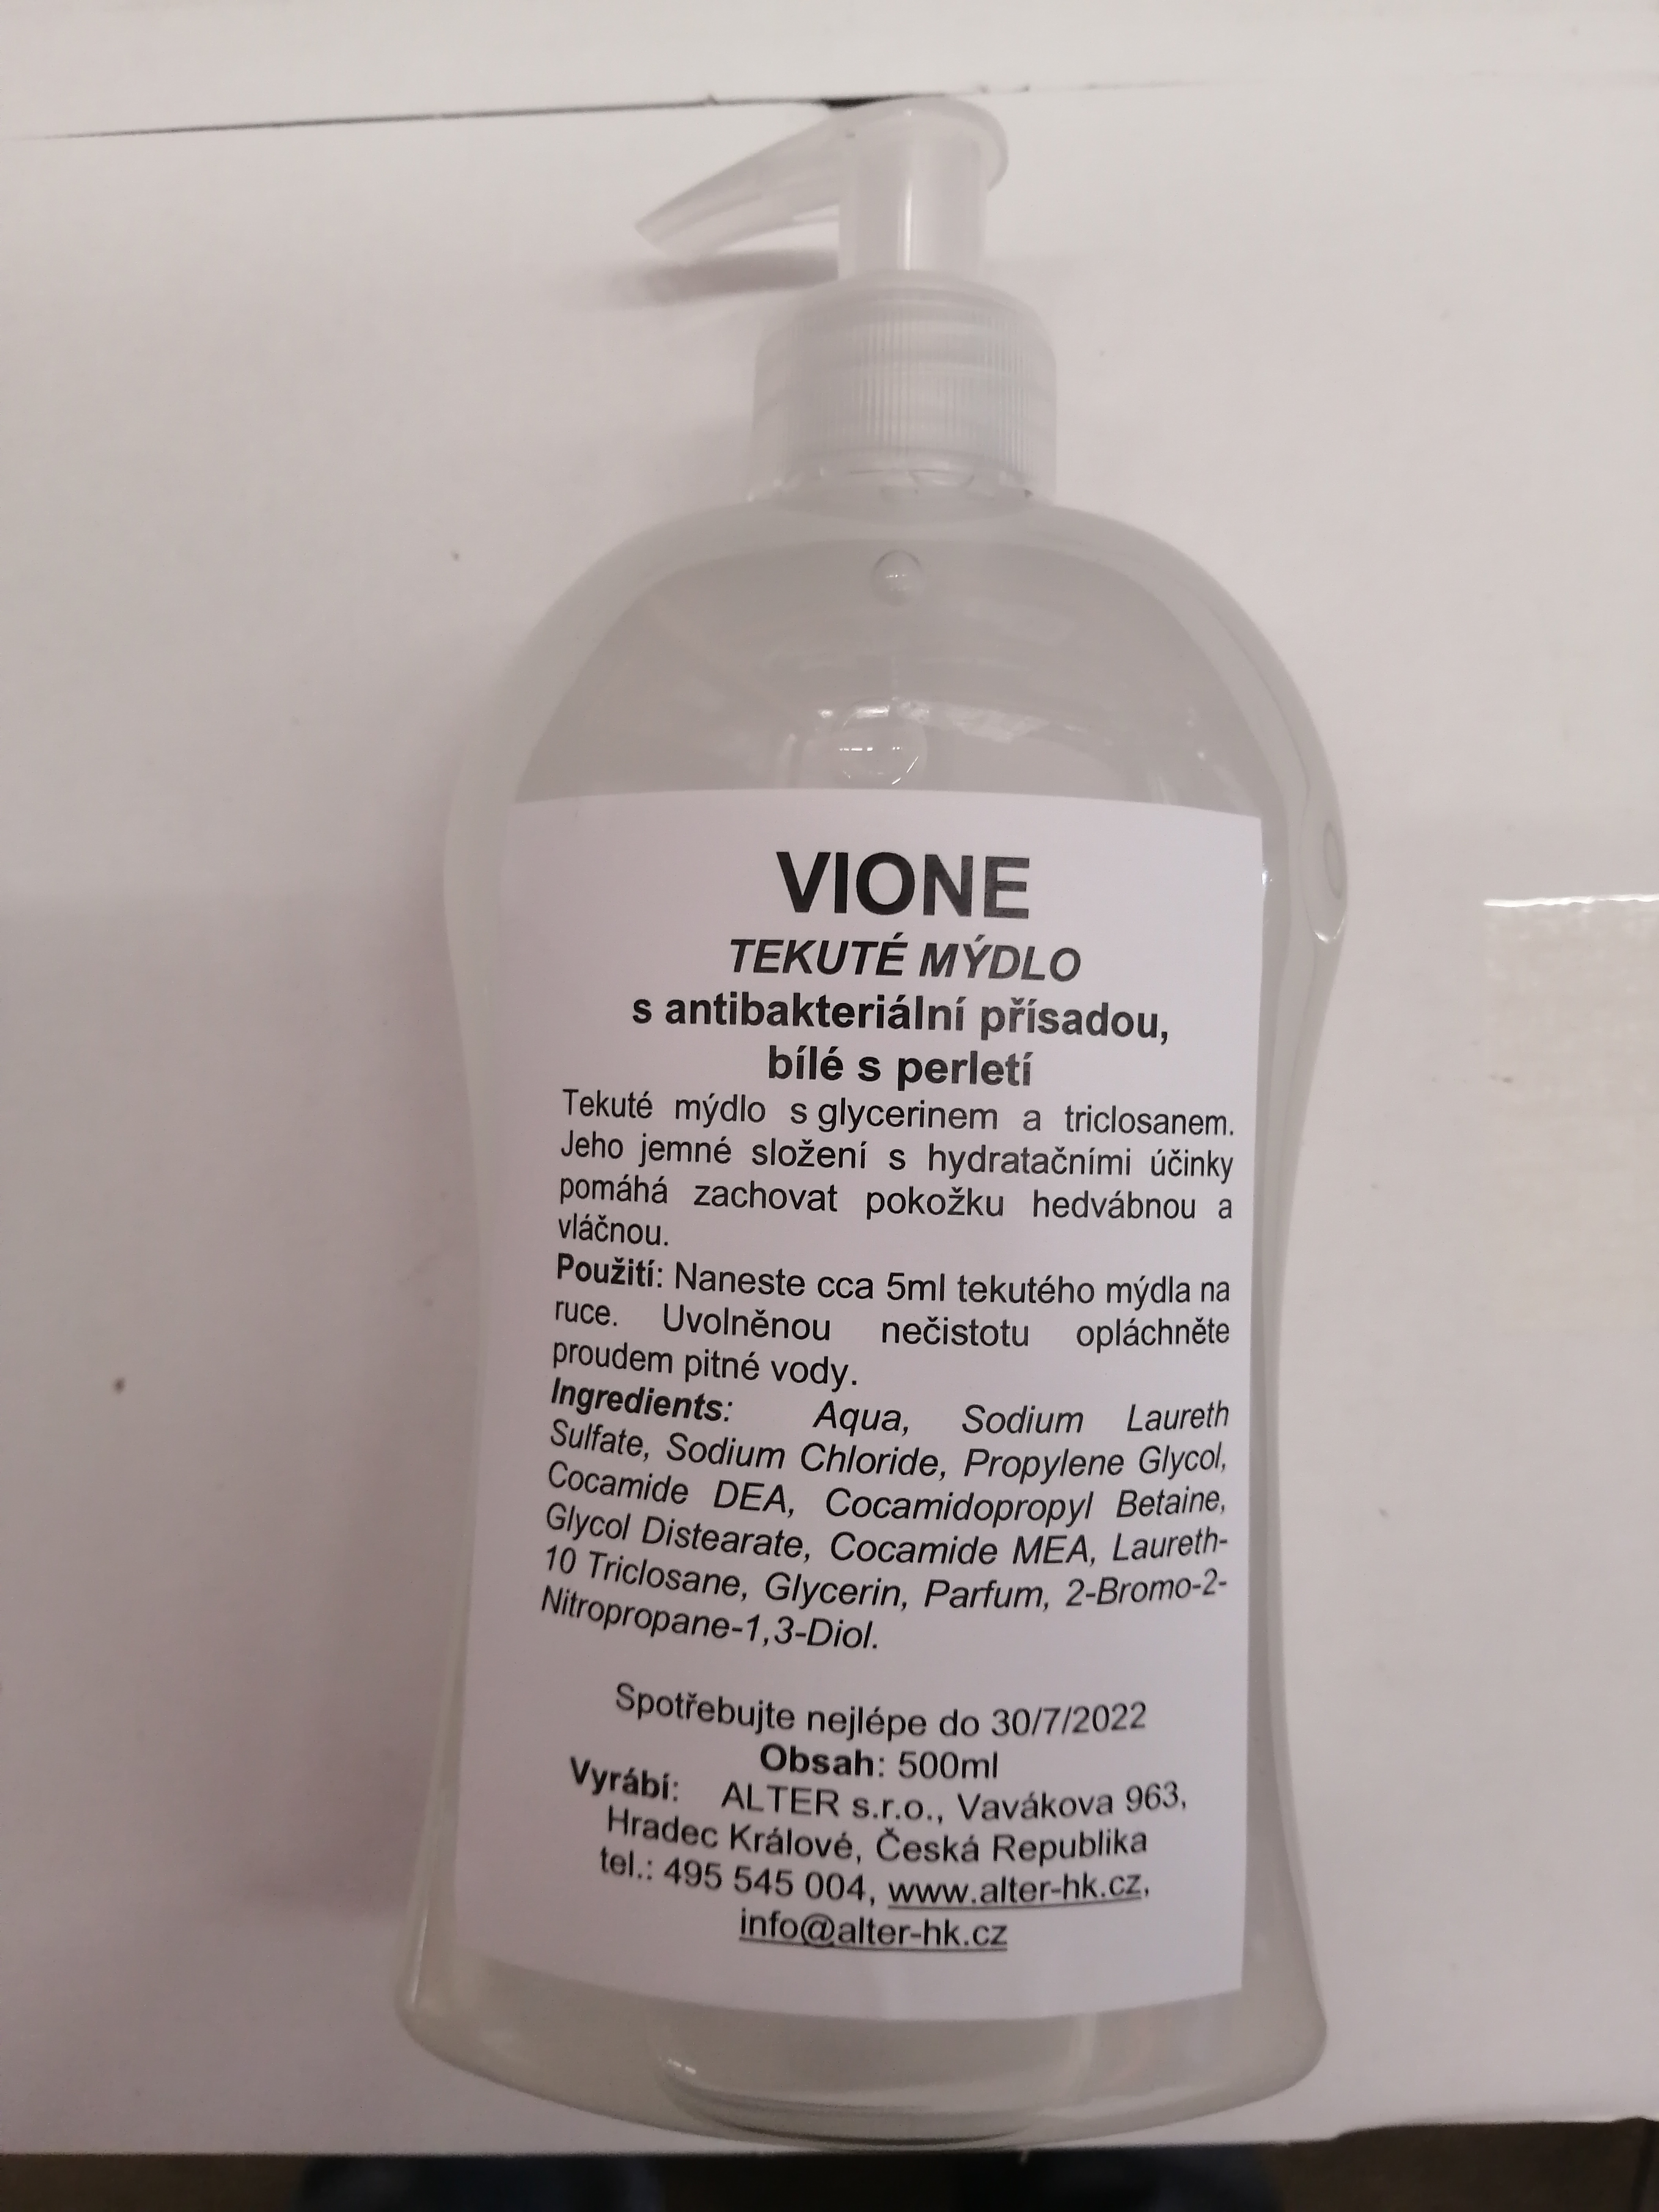 VIONE
TEKUTÉ MÝDLO
s antibakteriální přísadou,
bílé s perletí
Tekuté mýdlo s glycerinem a triclosanem.
Jeho jemné složení s hydratačními účinky
pomáhá zachovat pokožku hedvábnou a
vláčnou.
Použití: Naneste cca 5ml tekutého mýdla na
ruce. Uvolněnou nečistotu opláchněte
proudem pitné vody.
Ingredients: Aqua, Sodium Laureth
Sulfate, Sodium Chloride, Propylene Glycol,
Cocamide DEA, Cocamidopropyl Betaine,
Glycol Distearate, Cocamide MEA, Laureth-
10 Triclosane, Glycerin, Parfum, 2-Bromo-2-
Nitropropane-1,3-Diol.
Spotřebujte nejlépe do 30/7/2022
Obsah: 500ml
Vyrábí: ALTER s.r.o., Vavákova 963,
Hradec Králové, Česká Republika
tel.: 495 545 004, www.alter-hk.cz,
info@alter-hk.cz